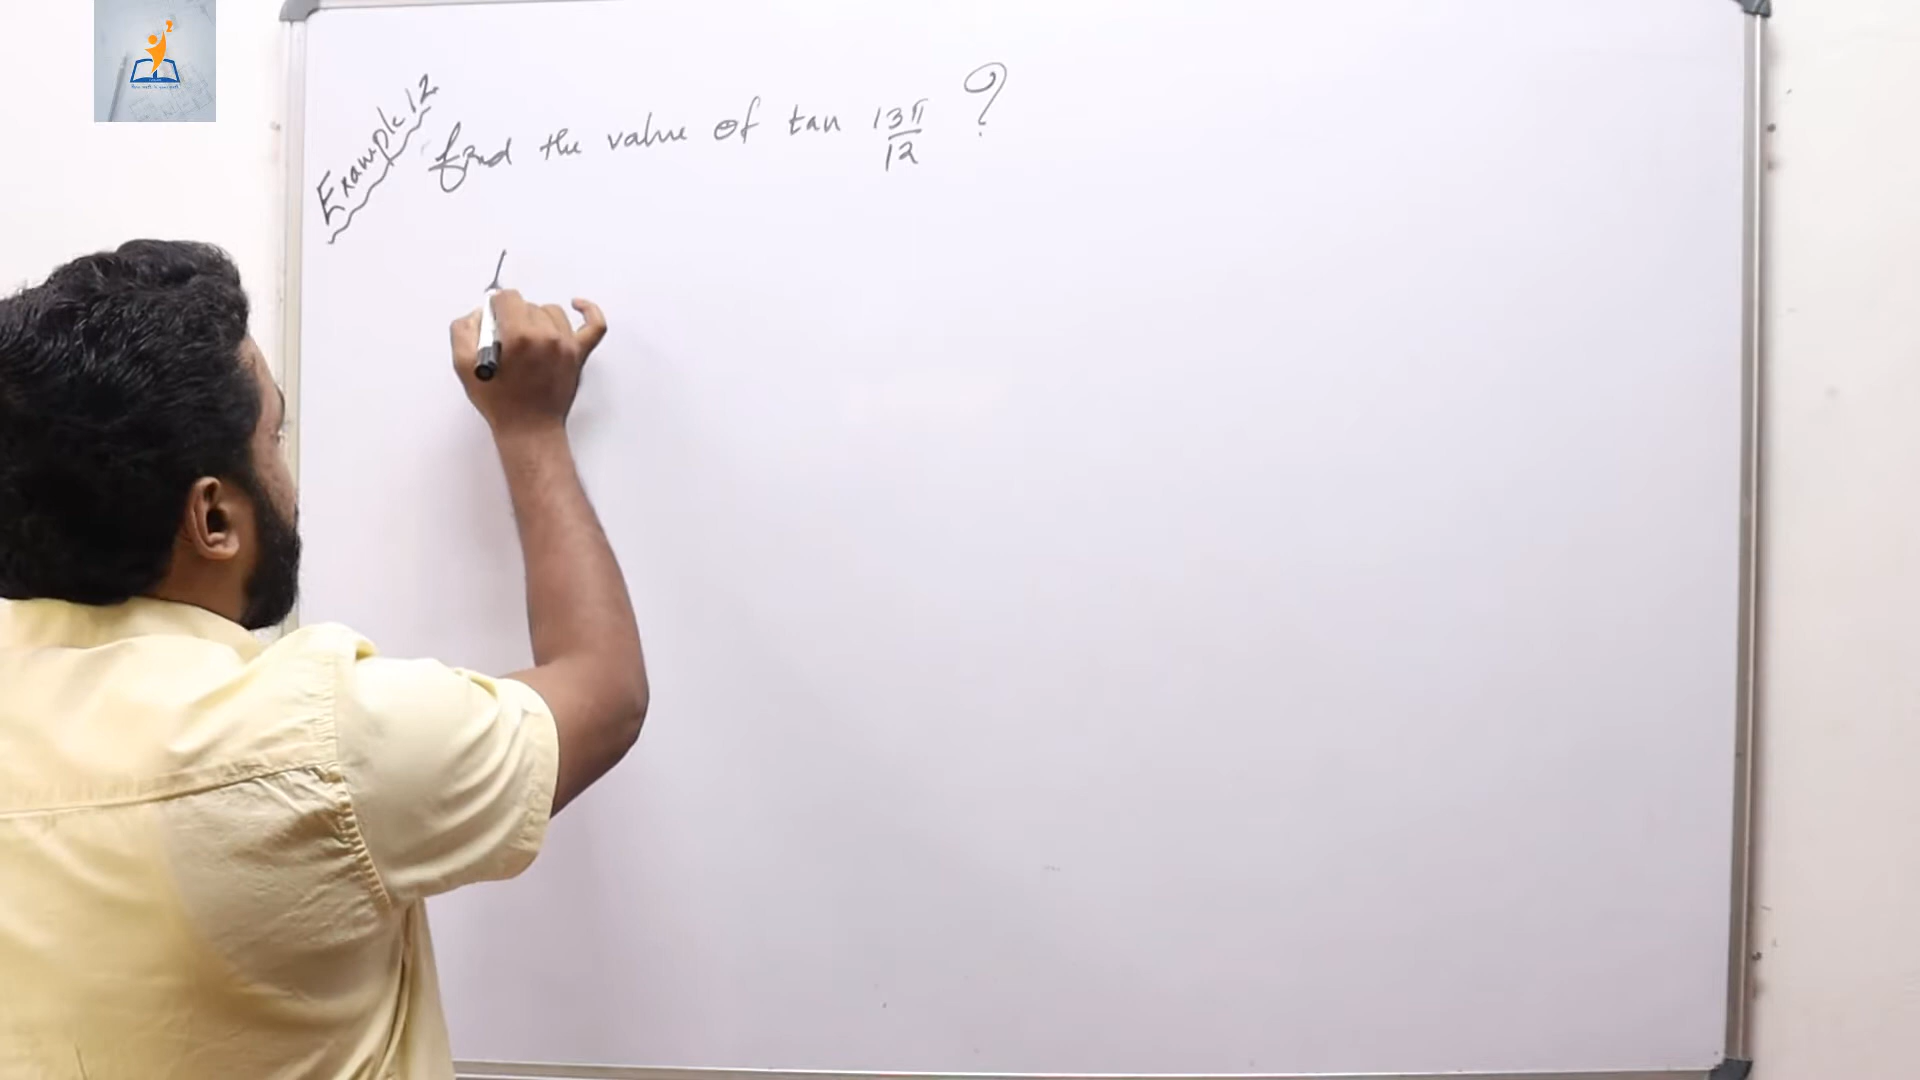 Example 12
find the value of tan 13π/12 ?